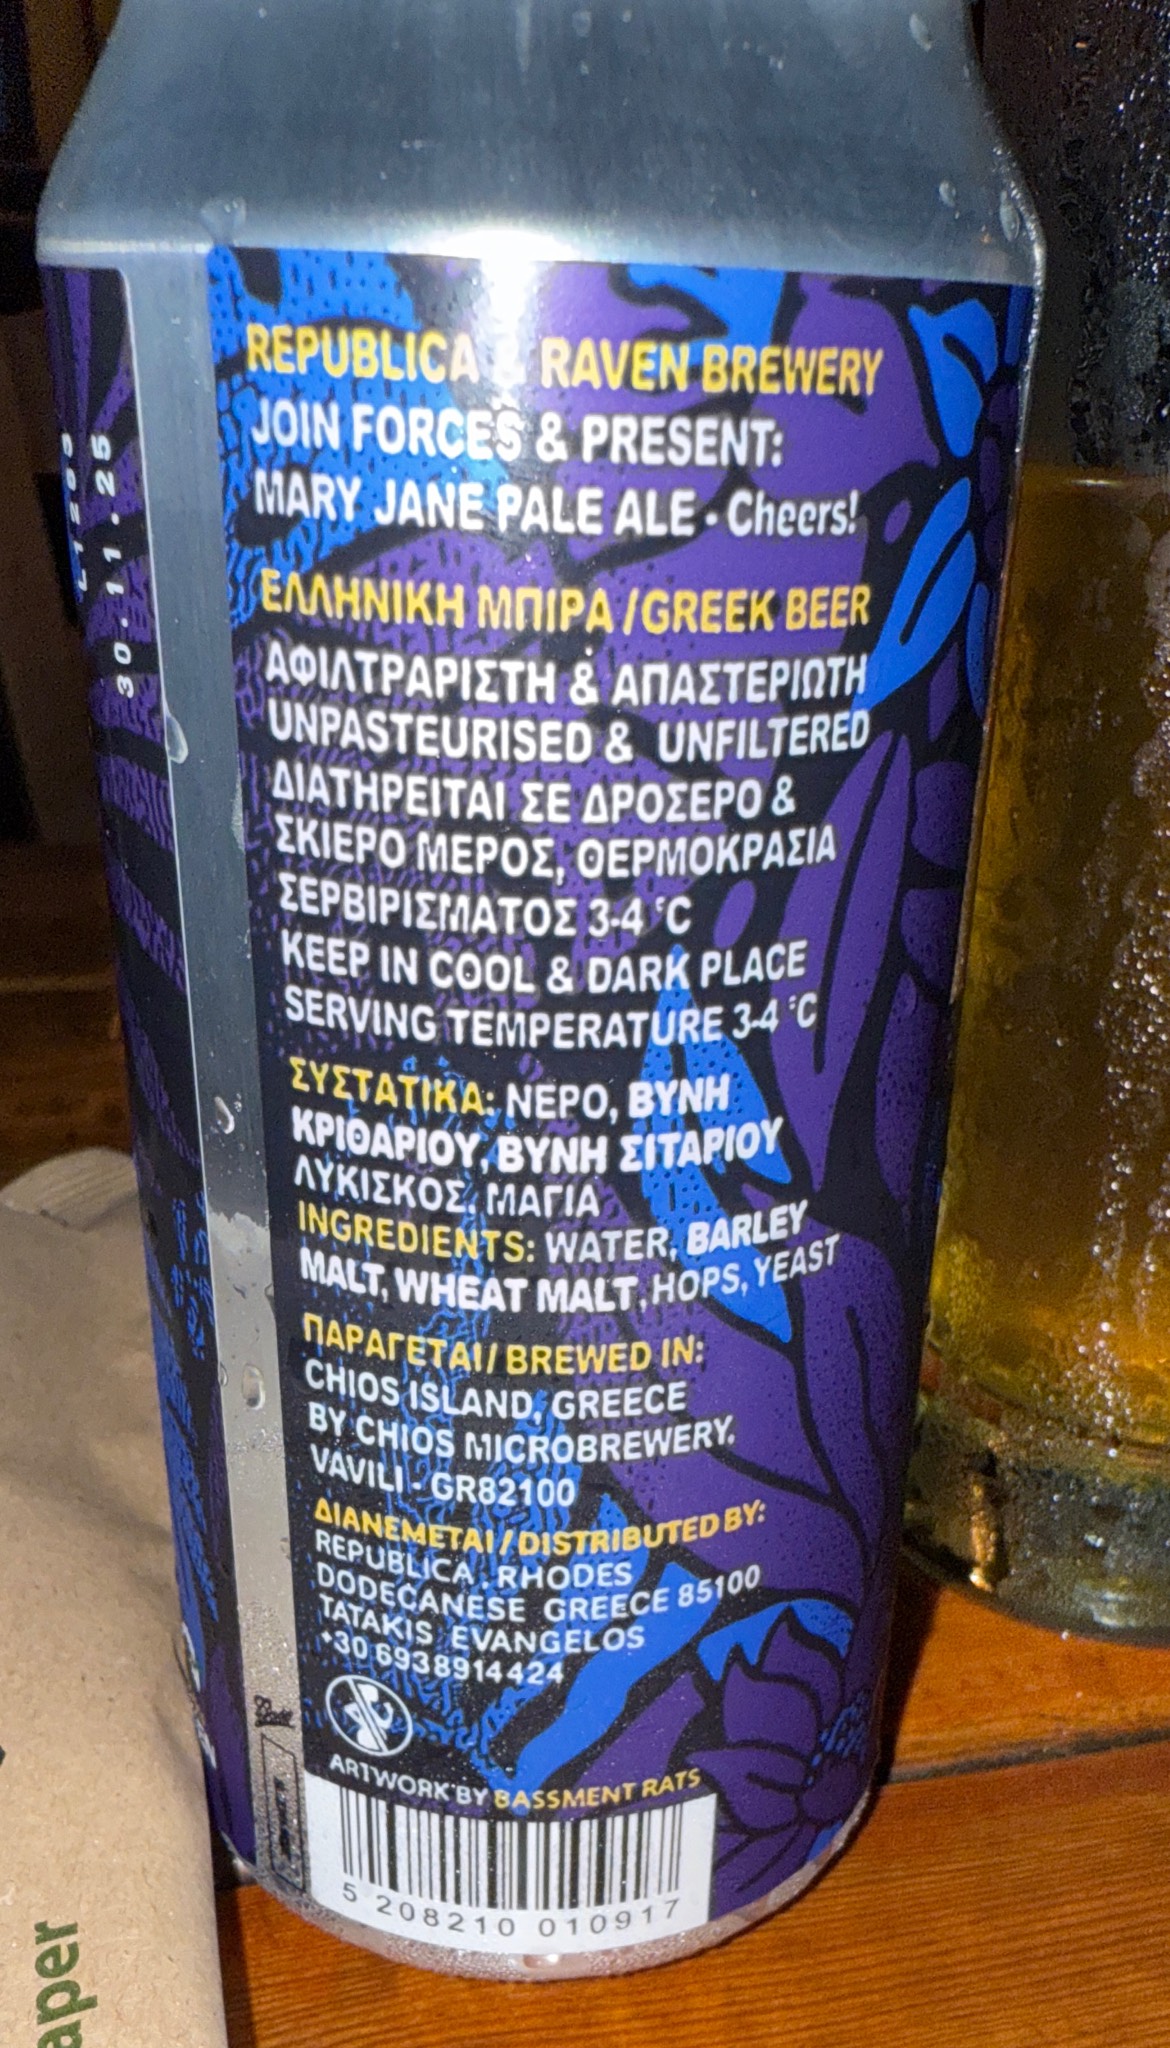 REPUBLICA & RAVEN BREWERY
JOIN FORCES & PRESENT:
MARY JANE PALE ALE • Cheers!
ΕΛΛΗΝΙΚΗ ΜΠΙΡΑ / GREEK BEER
ΑΦΙΛΤΡΑΡΙΣΤΗ & ΑΠΑΣΤΕΡΙΩΤΗ
UNPASTEURISED & UNFILTERED
ΔΙΑΤΗΡΕΙΤΑΙ ΣΕ ΔΡΟΣΕΡΟ &
ΣΚΙΕΡΟ ΜΕΡΟΣ, ΘΕΡΜΟΚΡΑΣΙΑ
ΣΕΡΒΙΡΙΣΜΑΤΟΣ 3-4 °C
KEEP IN COOL & DARK PLACE
SERVING TEMPERATURE 3-4 °C
ΣΥΣΤΑΤΙΚΑ: ΝΕΡΟ, ΒΥΝΗ
ΚΡΙΘΑΡΙΟΥ, ΒΥΝΗ ΣΙΤΑΡΙΟΥ
ΛΥΚΙΣΚΟΣ, ΜΑΓΙΑ
INGREDIENTS: WATER, BARLEY
MALT, WHEAT MALT, HOPS, YEAST
ΠΑΡΑΓΕΤΑΙ / BREWED IN:
CHIOS ISLAND, GREECE
BY CHIOS MICROBREWERY,
VAVILI - GR82100
ΔΙΑΝΕΜΕΤΑΙ / DISTRIBUTED BY:
REPUBLICA, RHODES
DODECANESE GREECE 85100
TATAKIS EVANGELOS
+30 6938914424
ARTWORK BY BASSMENT RATS
5 208210 010917
30.11.25
aper